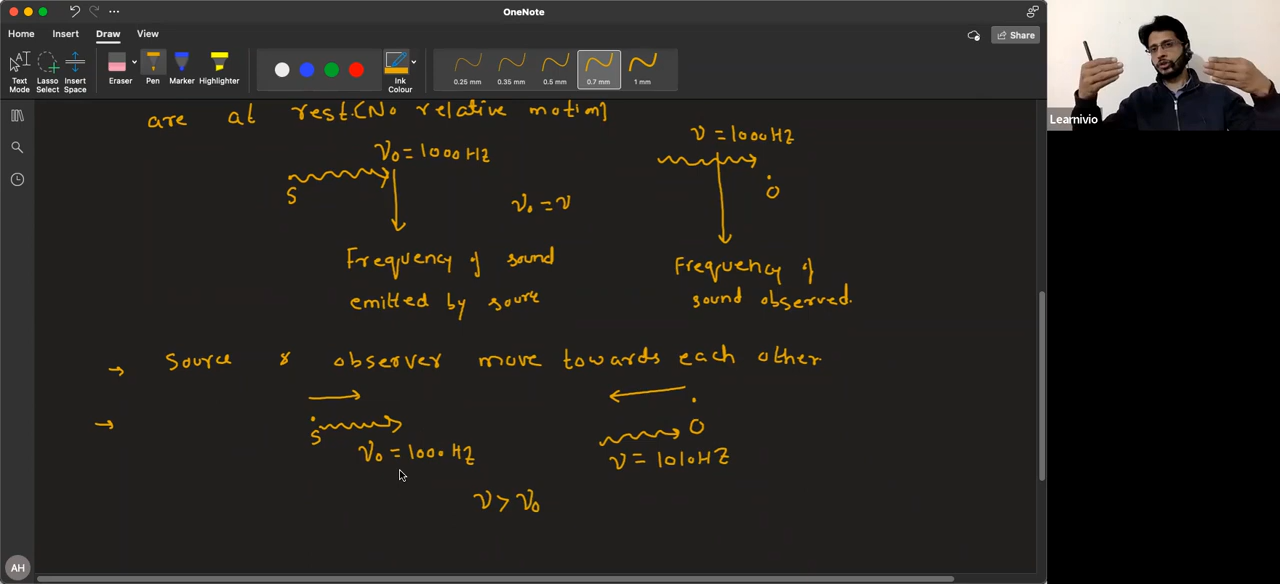 OneNote
Home Insert Draw View
Share
Text Mode
Lasso Select
Insert Space
Eraser
Pen
Marker
Highlighter
Ink Colour
0.25 mm
0.35 mm
0.5 mm
0.7 mm
1 mm
Learnivio
are at rest. (No relative motion]
ν₀ = 1000 HZ
ν = 1000 HZ
S
O
ν₀ = ν
Frequency of sound
emitted by source
Frequency of
sound observed.
→ Source & observer move towards each other.
→
S
O
ν₀ = 1000 HZ
ν = 1010 HZ
ν > ν₀
AH